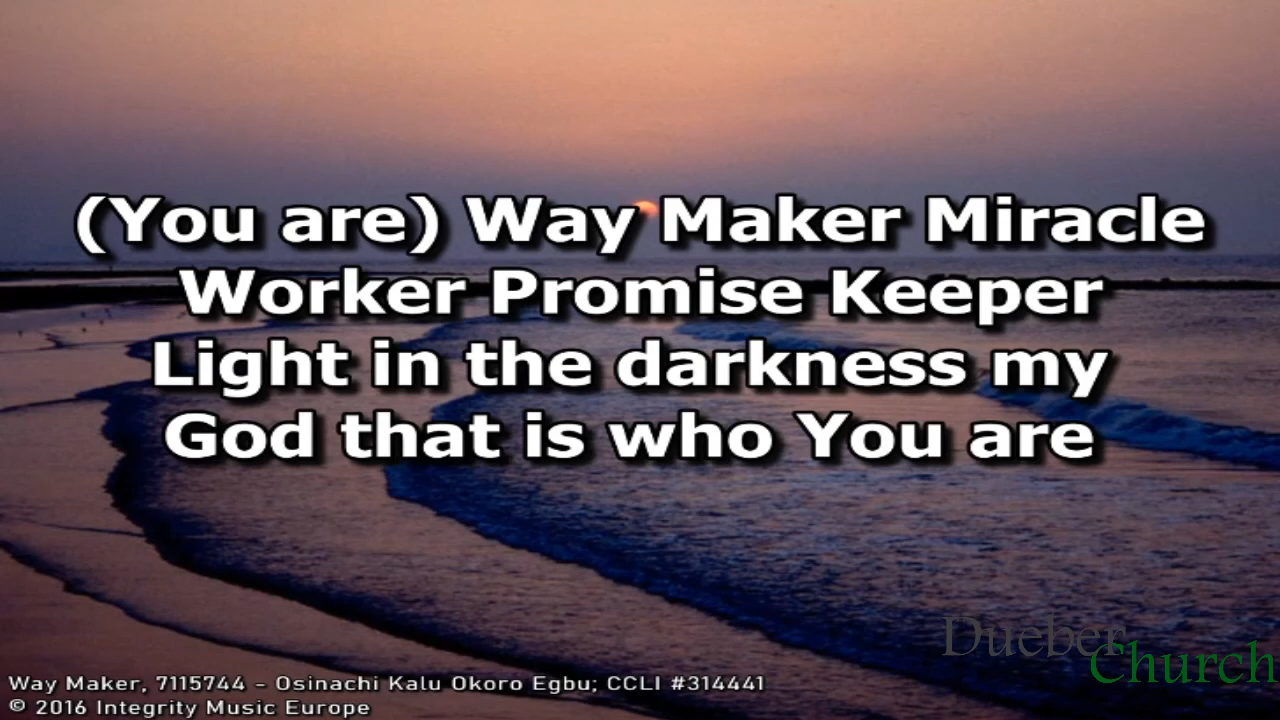 (You are) Way Maker Miracle
Worker Promise Keeper
Light in the darkness my
God that is who You are
Dueber
Church
Way Maker, 7115744 - Osinachi Kalu Okoro Egbu; CCLI #314441
© 2016 Integrity Music Europe